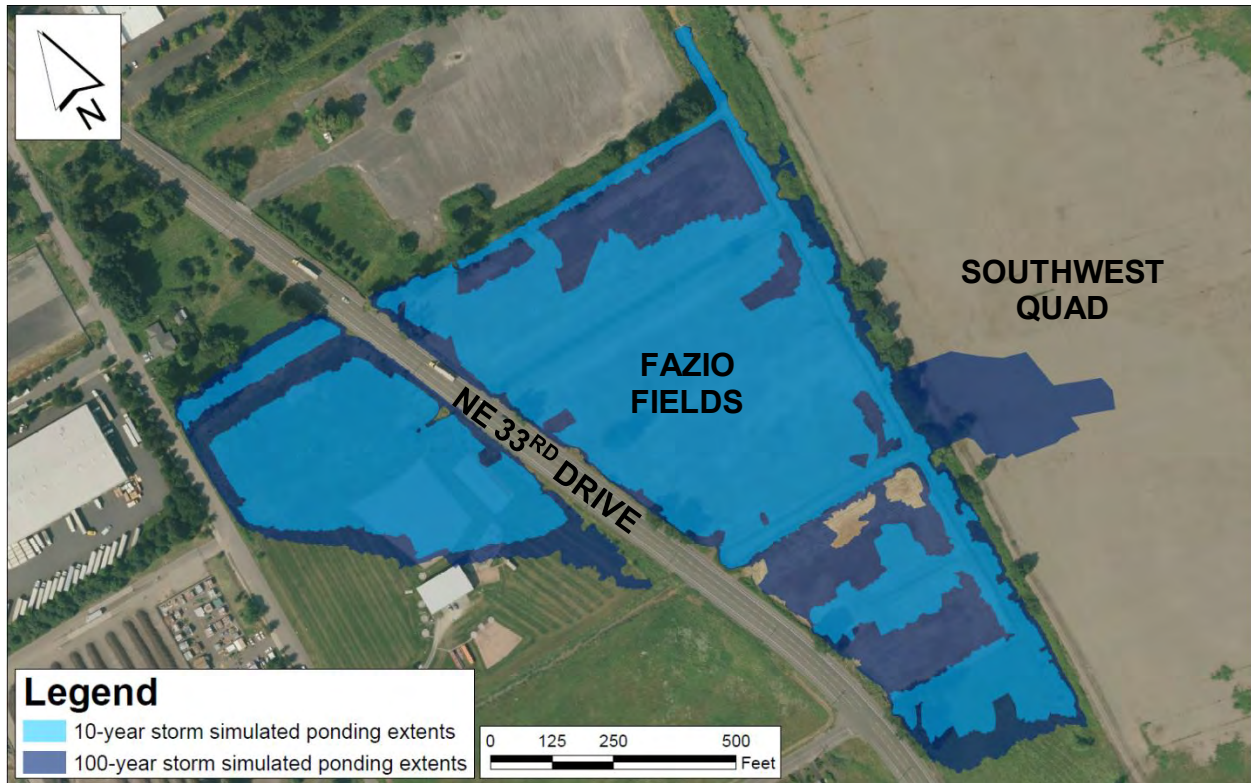 N
SOUTHWEST
QUAD
FAZIO
FIELDS
NE 33RD DRIVE
Legend
10-year storm simulated ponding extents
100-year storm simulated ponding extents
0 125 250 500
Feet